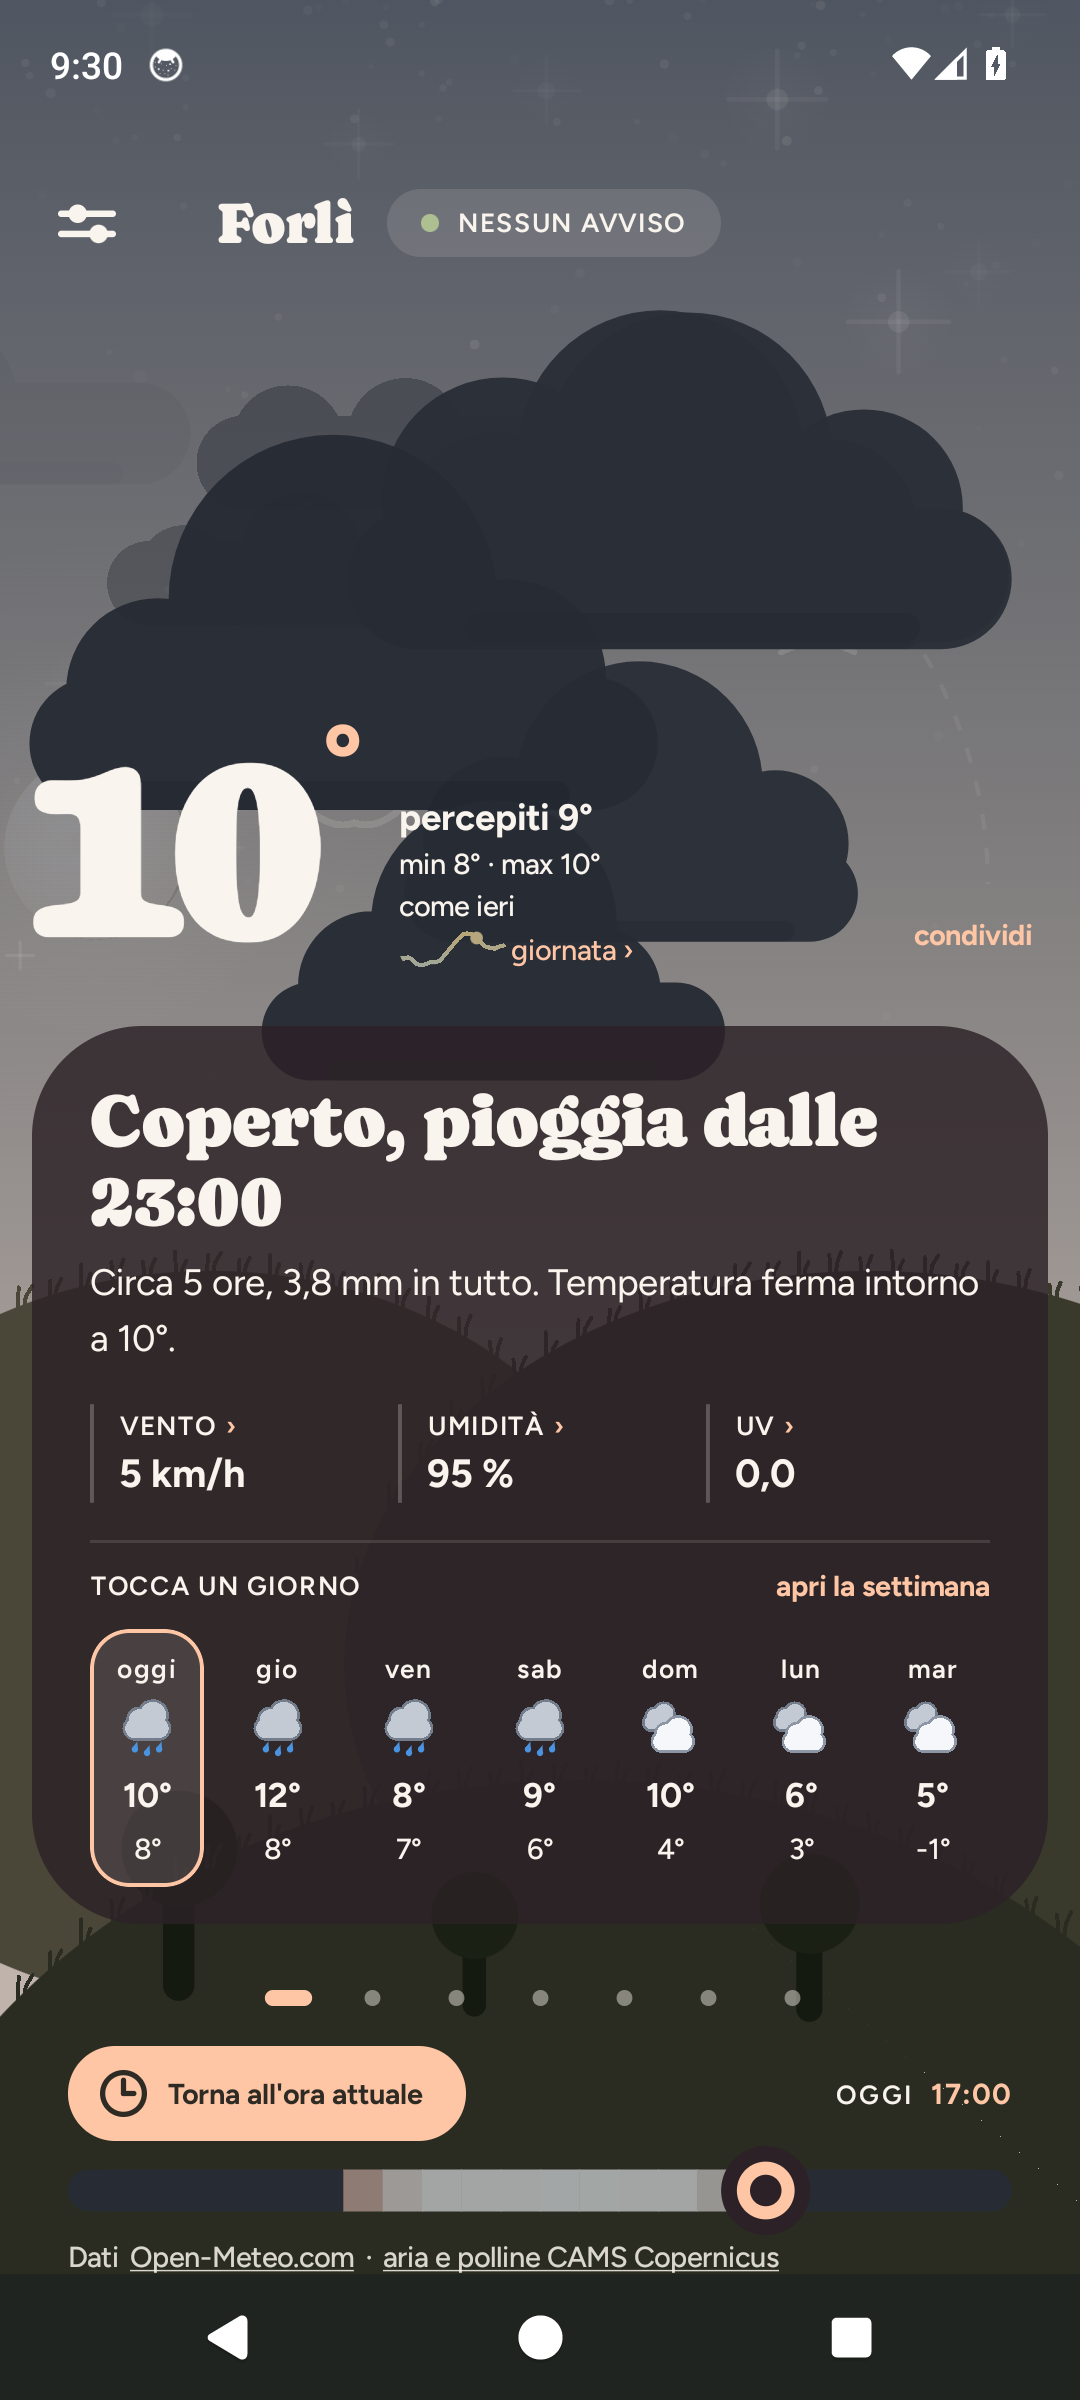 9:30
Forlì
NESSUN AVVISO
10°
percepiti 9°
min 8° · max 10°
come ieri
giornata ›
condividi
Coperto, pioggia dalle
23:00
Circa 5 ore, 3,8 mm in tutto. Temperatura ferma intorno
a 10°.
VENTO › UMIDITÀ › UV ›
5 km/h 95 % 0,0
TOCCA UN GIORNO apri la settimana
oggi gio ven sab dom lun mar
10° 12° 8° 9° 10° 6° 5°
8° 8° 7° 6° 4° 3° -1°
Torna all'ora attuale OGGI 17:00
Dati Open-Meteo.com · aria e polline CAMS Copernicus